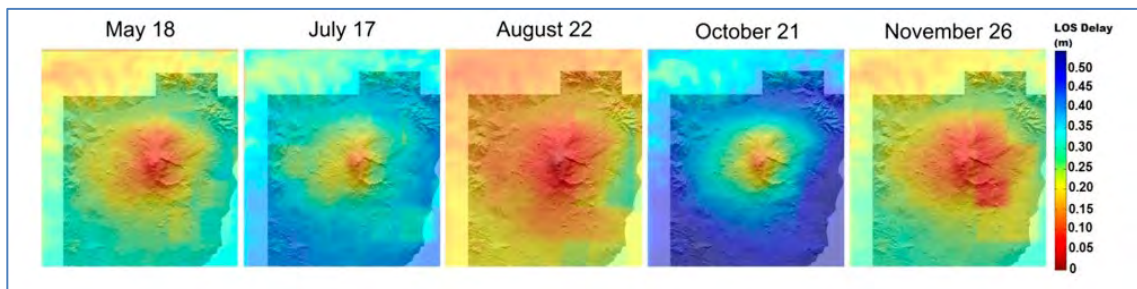 May 18
July 17
August 22
October 21
November 26
LOS Delay
(m)
0.50
0.45
0.40
0.35
0.30
0.25
0.20
0.15
0.10
0.05
0